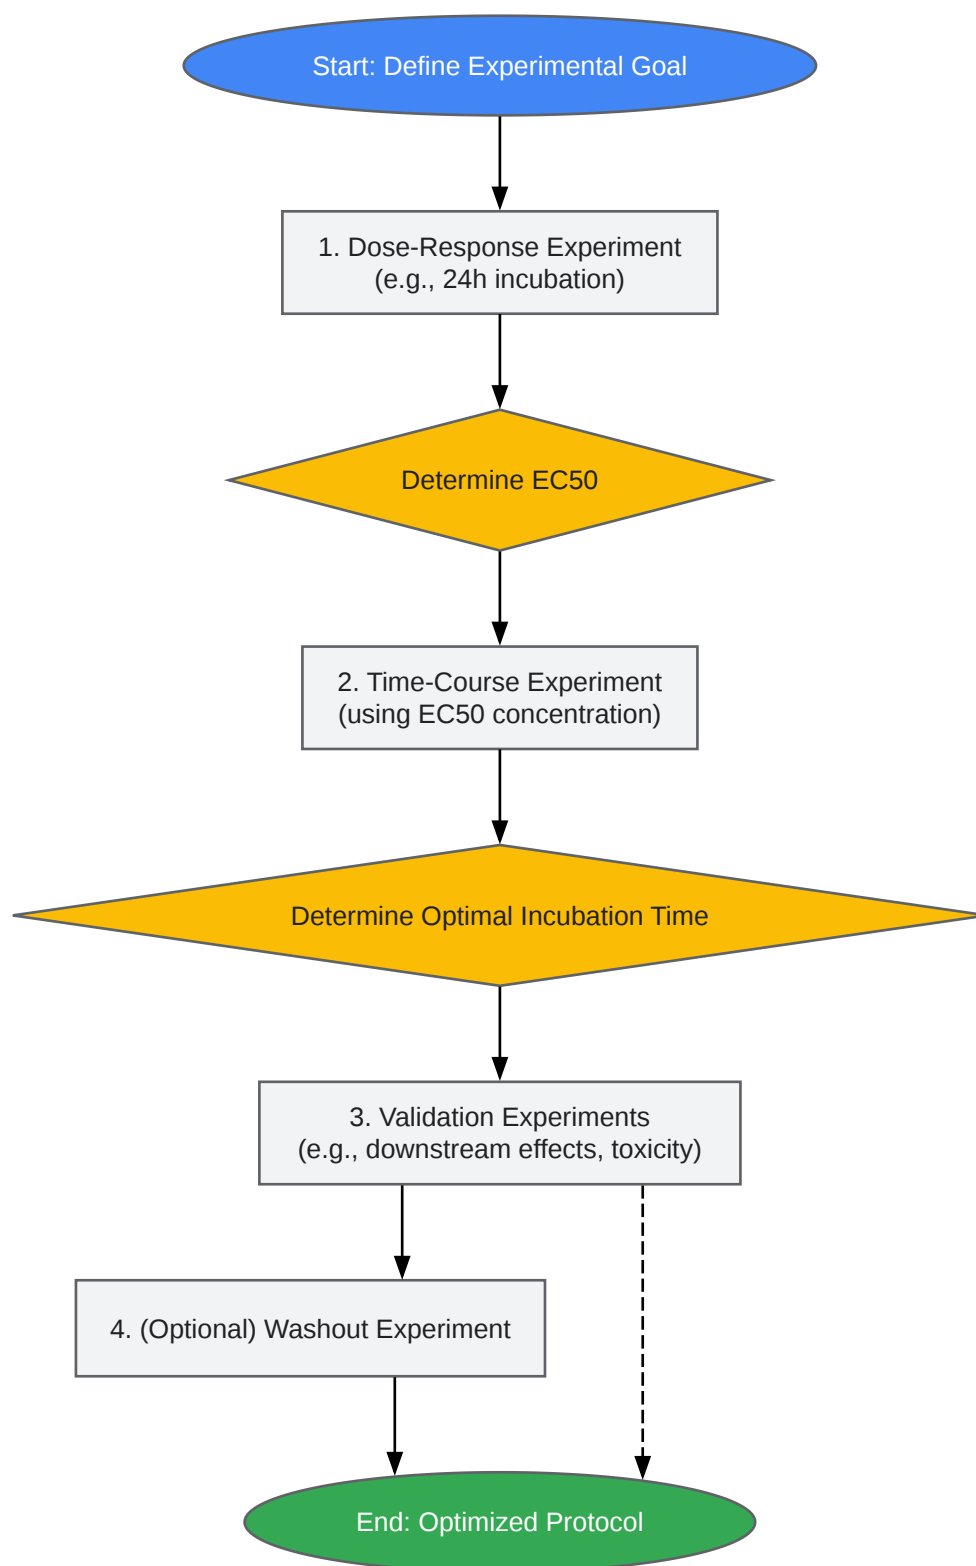 Start: Define Experimental Goal
1. Dose-Response Experiment
(e.g., 24h incubation)
Determine EC50
2. Time-Course Experiment
(using EC50 concentration)
Determine Optimal Incubation Time
3. Validation Experiments
(e.g., downstream effects, toxicity)
4. (Optional) Washout Experiment
End: Optimized Protocol